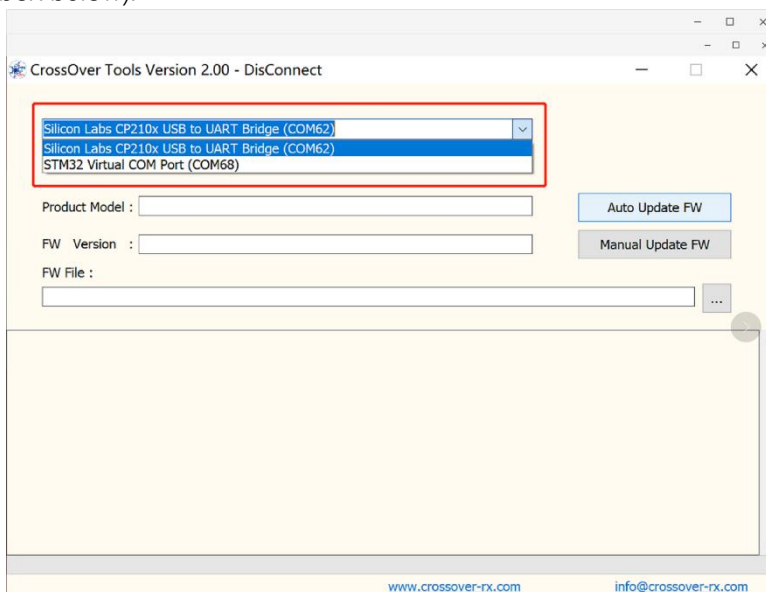 CrossOver Tools Version 2.00 - DisConnect
Silicon Labs CP210x USB to UART Bridge (COM62)
Silicon Labs CP210x USB to UART Bridge (COM62)
STM32 Virtual COM Port (COM68)
Product Model :
Auto Update FW
FW Version :
Manual Update FW
FW File :
...
www.crossover-rx.com
info@crossover-rx.com